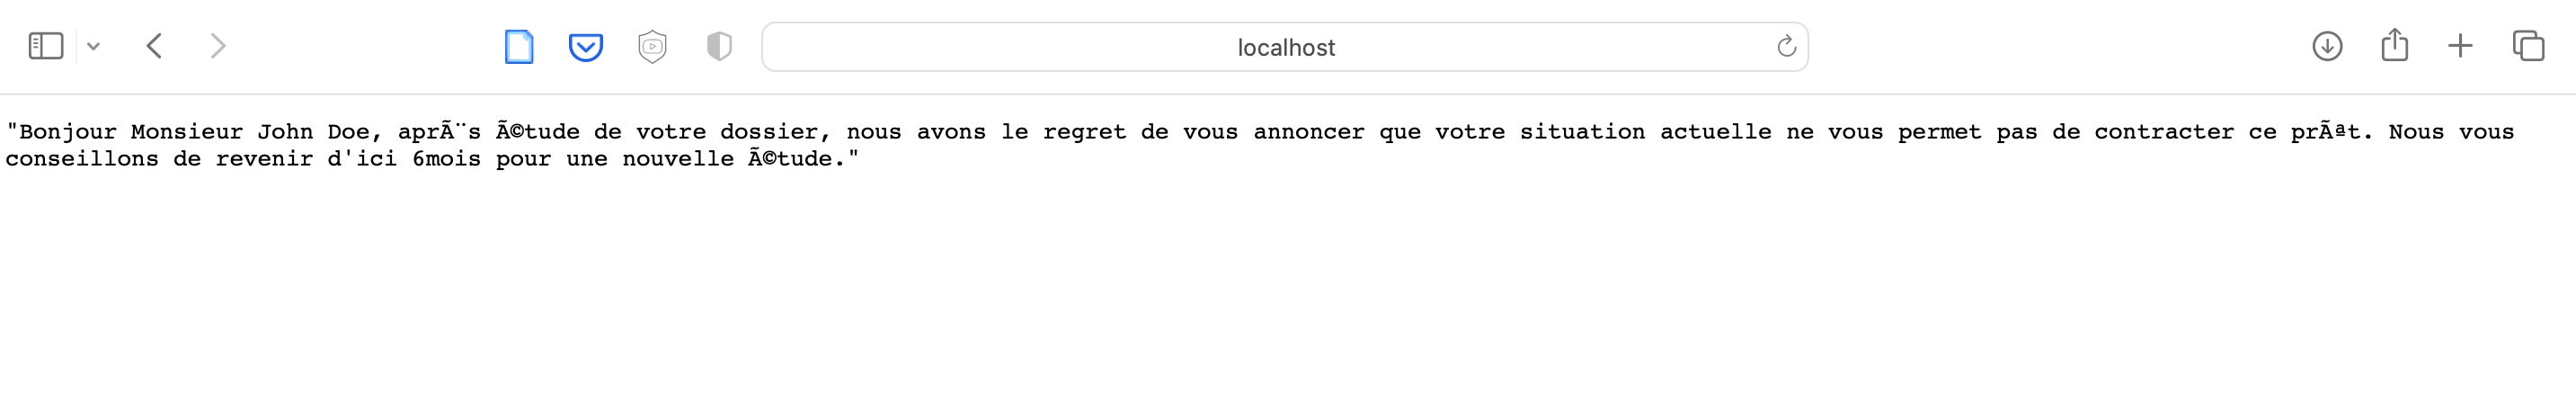 localhost
"Bonjour Monsieur John Doe, aprÃ¨s Ã©tude de votre dossier, nous avons le regret de vous annoncer que votre situation actuelle ne vous permet pas de contracter ce prÃªt. Nous vous
conseillons de revenir d'ici 6mois pour une nouvelle Ã©tude."